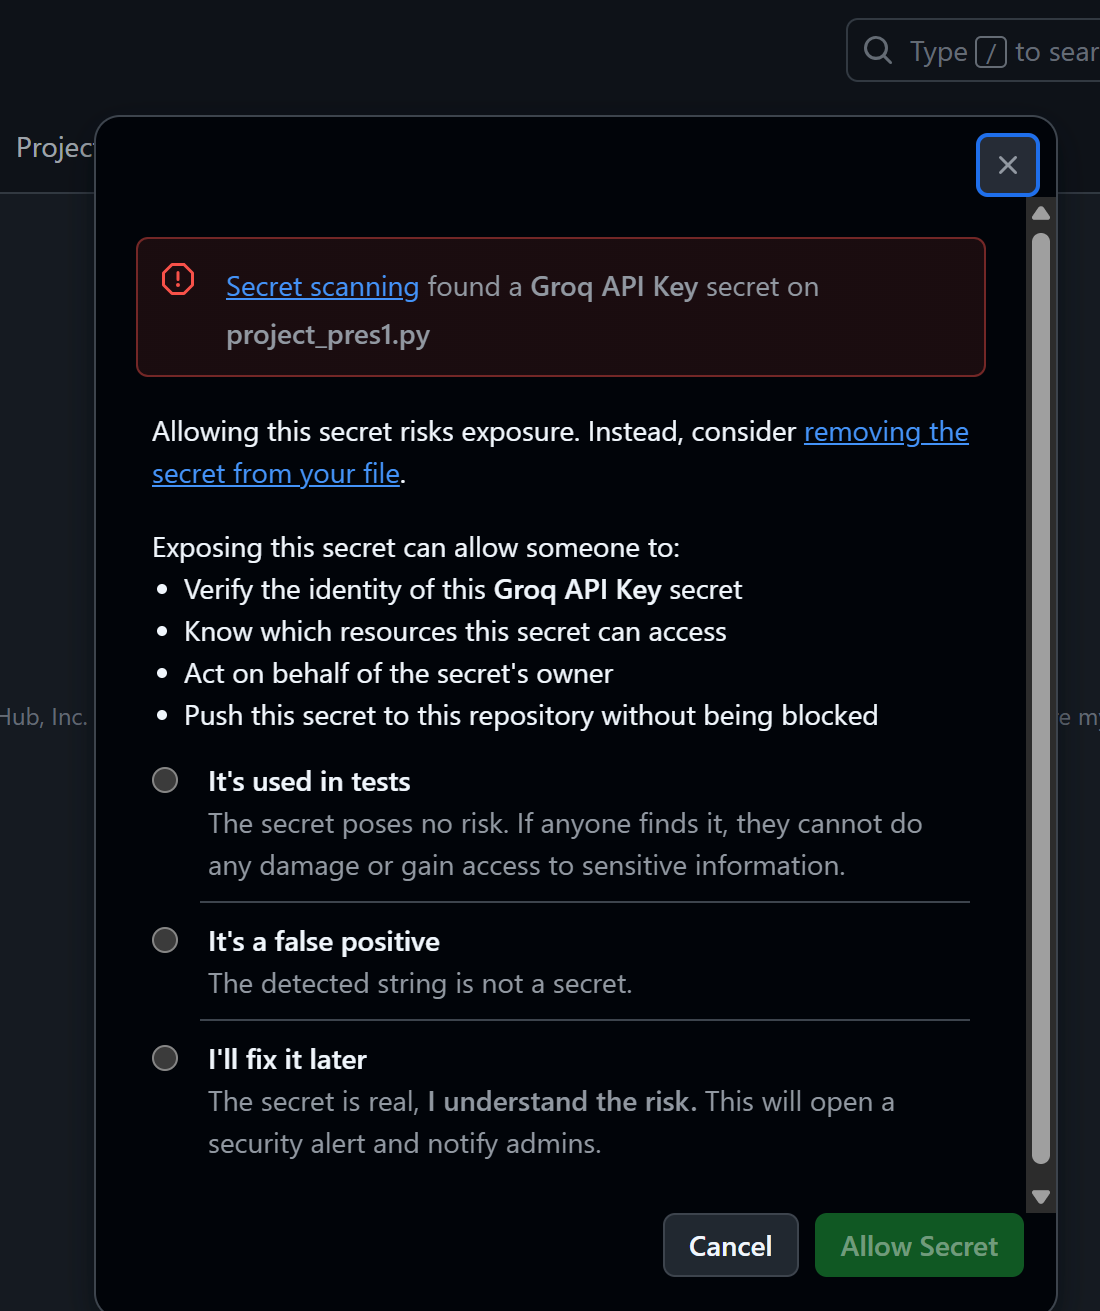 Type / to sear
Projec
Secret scanning found a Groq API Key secret on
project_pres1.py
Allowing this secret risks exposure. Instead, consider removing the
secret from your file.
Exposing this secret can allow someone to:
• Verify the identity of this Groq API Key secret
• Know which resources this secret can access
• Act on behalf of the secret's owner
• Push this secret to this repository without being blocked
Hub, Inc.
e my
It's used in tests
The secret poses no risk. If anyone finds it, they cannot do
any damage or gain access to sensitive information.
It's a false positive
The detected string is not a secret.
I'll fix it later
The secret is real, I understand the risk. This will open a
security alert and notify admins.
Cancel
Allow Secret